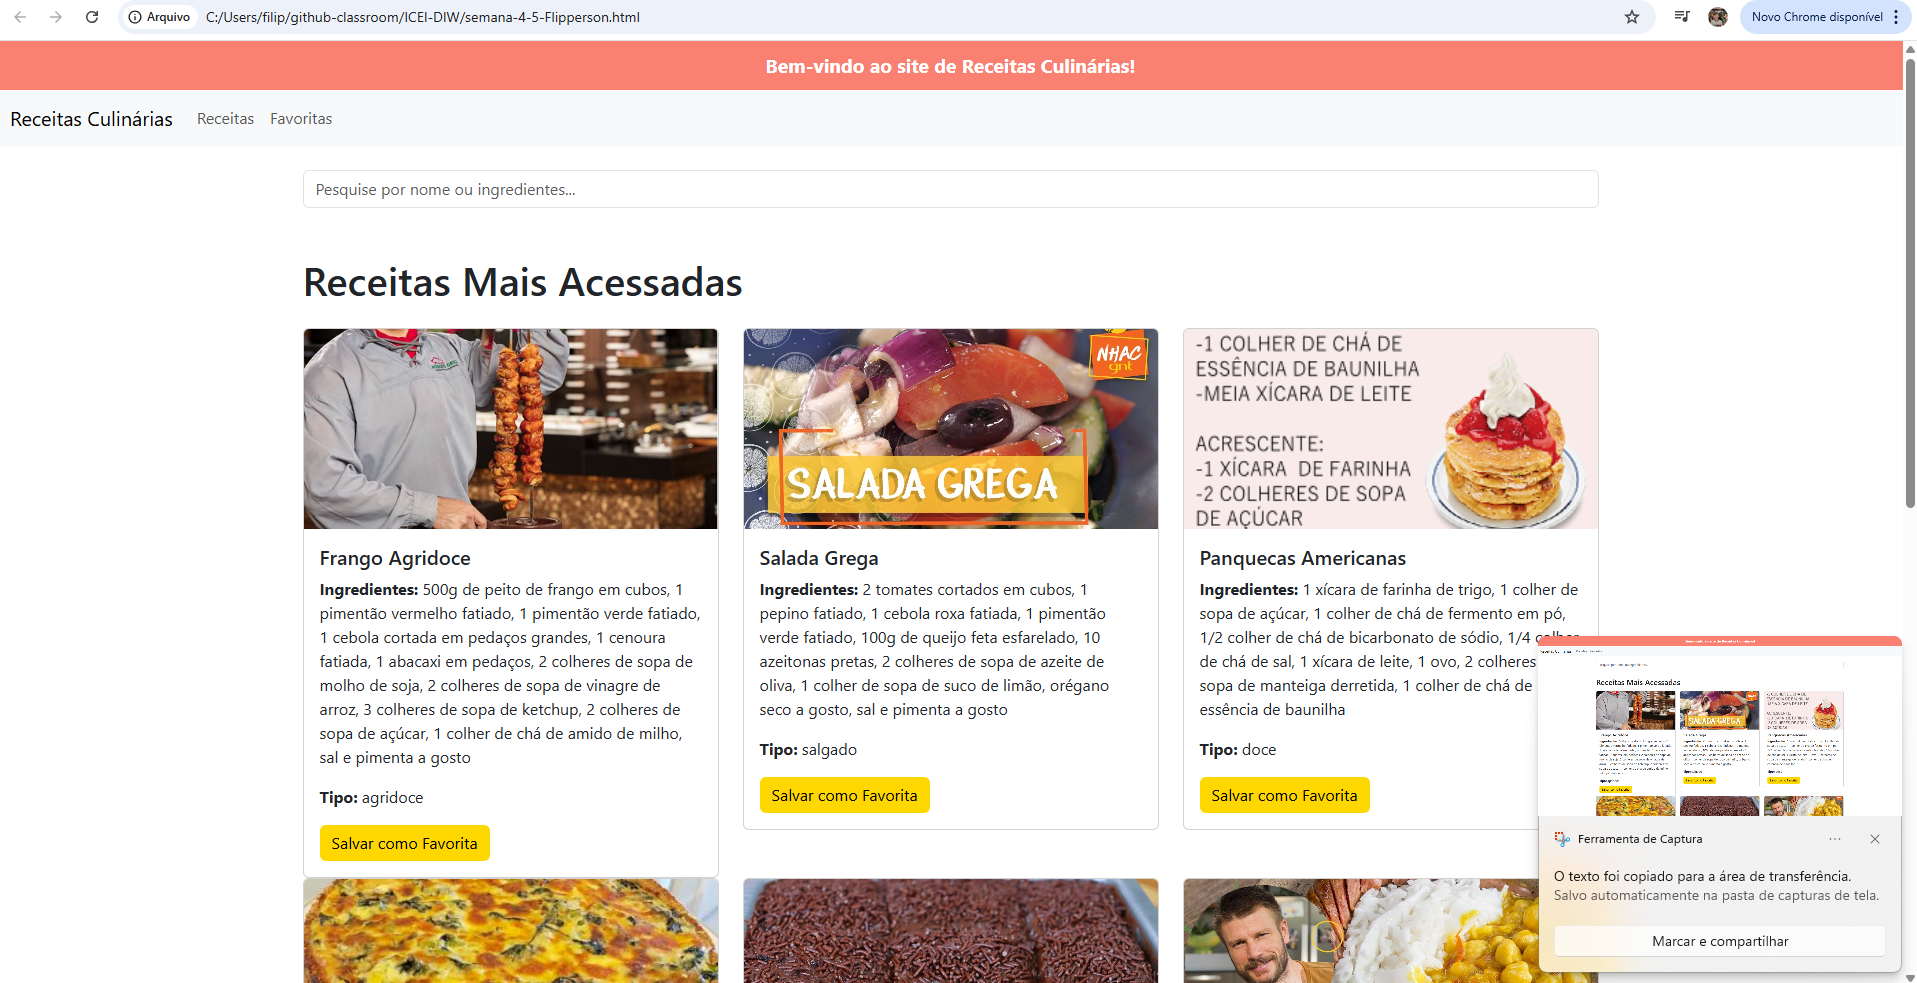 Arquivo
C:/Users/filip/github-classroom/ICEI-DIW/semana-4-5-Flipperson.html
Novo Chrome disponível
Bem-vindo ao site de Receitas Culinárias!
Receitas Culinárias
Receitas
Favoritas
Pesquise por nome ou ingredientes...
Receitas Mais Acessadas
NHAC
gnt
SALADA GREGA
-1 COLHER DE CHÁ DE
ESSÊNCIA DE BAUNILHA
-MEIA XÍCARA DE LEITE
ACRESCENTE:
-1 XÍCARA DE FARINHA
-2 COLHERES DE SOPA
DE AÇÚCAR
Frango Agridoce
Ingredientes: 500g de peito de frango em cubos, 1
pimentão vermelho fatiado, 1 pimentão verde fatiado,
1 cebola cortada em pedaços grandes, 1 cenoura
fatiada, 1 abacaxi em pedaços, 2 colheres de sopa de
molho de soja, 2 colheres de sopa de vinagre de
arroz, 3 colheres de sopa de ketchup, 2 colheres de
sopa de açúcar, 1 colher de chá de amido de milho,
sal e pimenta a gosto
Tipo: agridoce
Salvar como Favorita
Salada Grega
Ingredientes: 2 tomates cortados em cubos, 1
pepino fatiado, 1 cebola roxa fatiada, 1 pimentão
verde fatiado, 100g de queijo feta esfarelado, 10
azeitonas pretas, 2 colheres de sopa de azeite de
oliva, 1 colher de sopa de suco de limão, orégano
seco a gosto, sal e pimenta a gosto
Tipo: salgado
Salvar como Favorita
Panquecas Americanas
Ingredientes: 1 xícara de farinha de trigo, 1 colher de
sopa de açúcar, 1 colher de chá de fermento em pó,
1/2 colher de chá de bicarbonato de sódio, 1/4 colher
de chá de sal, 1 xícara de leite, 1 ovo, 2 colheres
sopa de manteiga derretida, 1 colher de chá de
essência de baunilha
Tipo: doce
Salvar como Favorita
Receitas Mais Acessadas
SALADA GREGA
Ferramenta de Captura
O texto foi copiado para a área de transferência.
Salvo automaticamente na pasta de capturas de tela.
Marcar e compartilhar